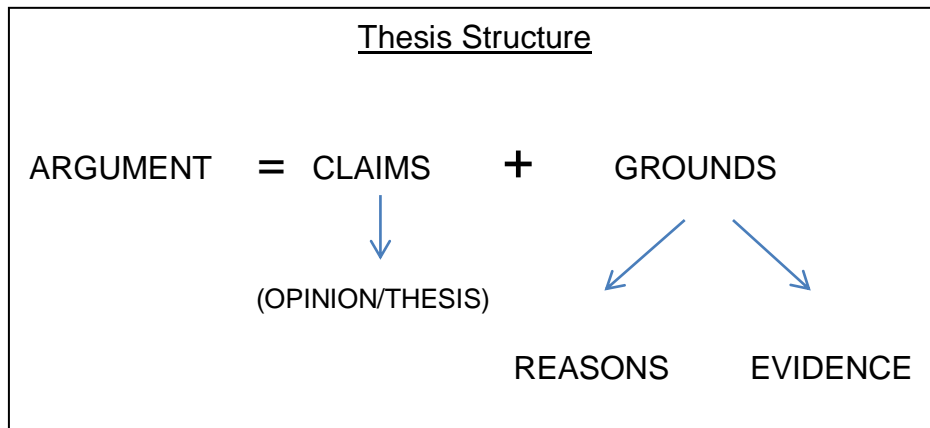 Thesis Structure
ARGUMENT = CLAIMS + GROUNDS
(OPINION/THESIS)
REASONS EVIDENCE